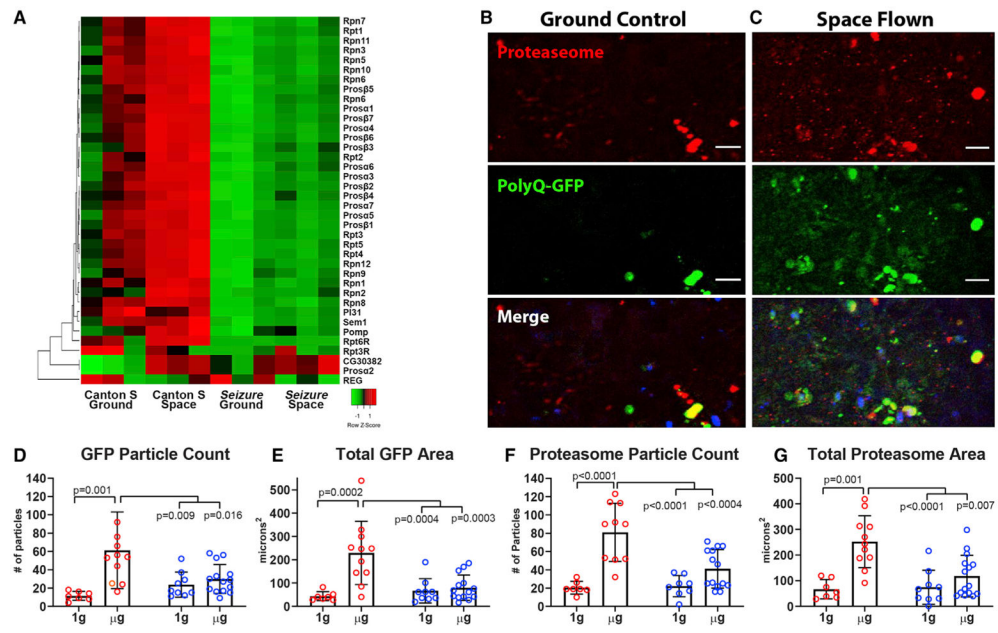 A
Rpn7
Rpt1
Rpn11
Rpn3
Rpn5
Rpn10
Rpn6
Prosβ5
Rpn6
Prosα1
Prosβ7
Prosα4
Prosβ6
Prosβ3
Rpt2
Prosα6
Prosα3
Prosβ2
Prosβ4
Prosα7
Prosα5
Prosβ1
Rpt3
Rpt5
Rpt4
Rpn12
Rpn9
Rpn1
Rpn2
Rpn8
PI31
Sem1
Pomp
Rpt6R
Rpt3R
CG30382
Prosα2
REG
Canton S Canton S Seizure Seizure
Ground Space Ground Space
-1 1
Row Z-Score
B Ground Control
Proteaseome
PolyQ-GFP
Merge
C Space Flown
D GFP Particle Count
# of particles
140
120
100
80
60
40
20
0
p=0.001
p=0.009 p=0.016
1g μg 1g μg
E Total GFP Area
microns²
500
400
300
200
100
0
p=0.0002
p=0.0004 p=0.0003
1g μg 1g μg
F Proteasome Particle Count
# of Particles
140
120
100
80
60
40
20
0
p<0.0001
p<0.0001 p<0.0004
1g μg 1g μg
G Total Proteasome Area
microns²
500
400
300
200
100
0
p=0.001
p<0.0001 p=0.007
1g μg 1g μg